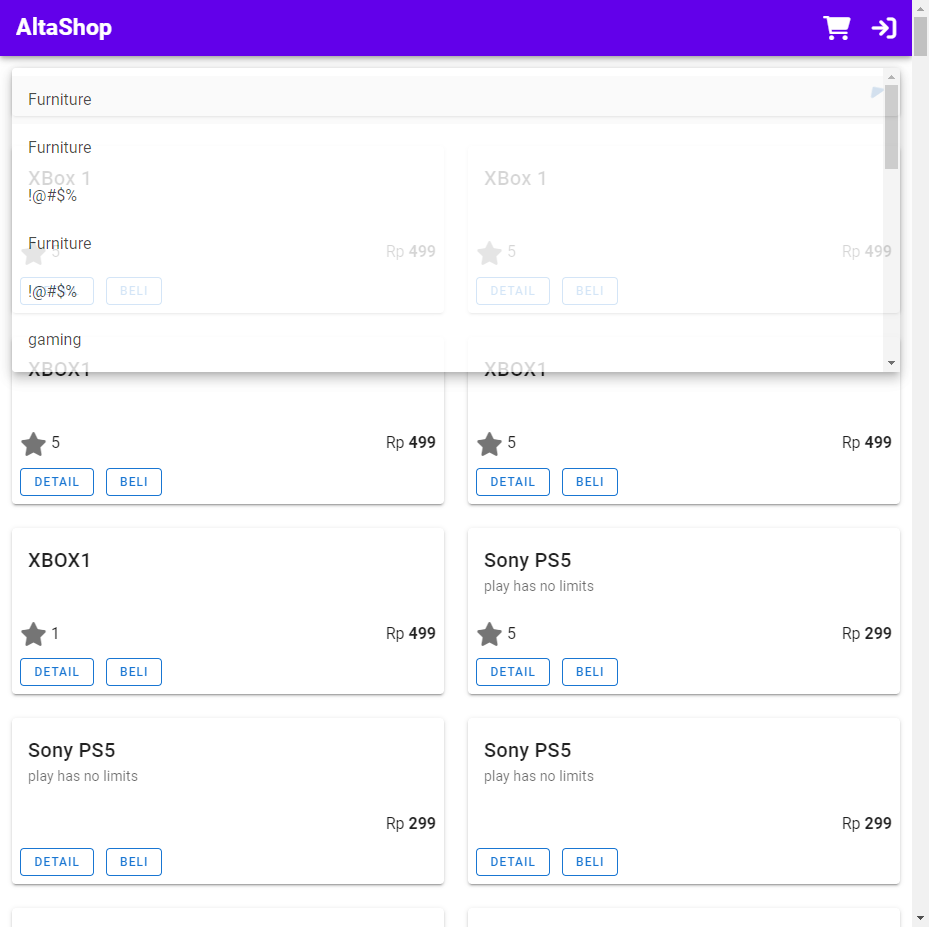 AltaShop
Furniture
Furniture
XBox 1
XBox 1
!@#$%
Furniture
5
Rp 499
5
Rp 499
!@#$%
BELI
DETAIL
BELI
gaming
XBOX1
XBOX1
5
Rp 499
5
Rp 499
DETAIL
BELI
DETAIL
BELI
XBOX1
Sony PS5
play has no limits
1
Rp 499
5
Rp 299
DETAIL
BELI
DETAIL
BELI
Sony PS5
Sony PS5
play has no limits
play has no limits
Rp 299
Rp 299
DETAIL
BELI
DETAIL
BELI